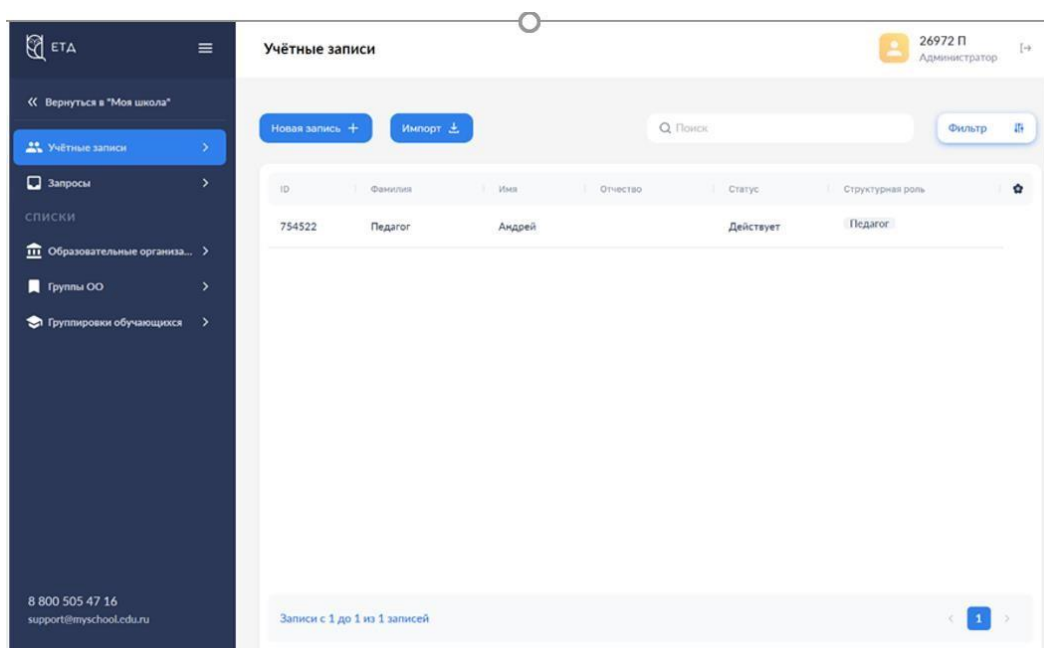 ЕТД
Учётные записи
26972 П
Администратор
Вернуться в "Моя школа"
Учётные записи
Запросы
СПИСКИ
Образовательные организа...
Группы ОО
Группировки обучающихся
8 800 505 47 16
support@myschool.edu.ru
Новая запись
Импорт
Поиск
Фильтр
ID Фамилия Имя Отчество Статус Структурная роль
754522 Педагог Андрей Действует Педагог
Записи с 1 до 1 из 1 записей
1